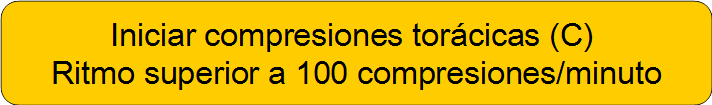 Iniciar compresiones torácicas (C)
Ritmo superior a 100 compresiones/minuto